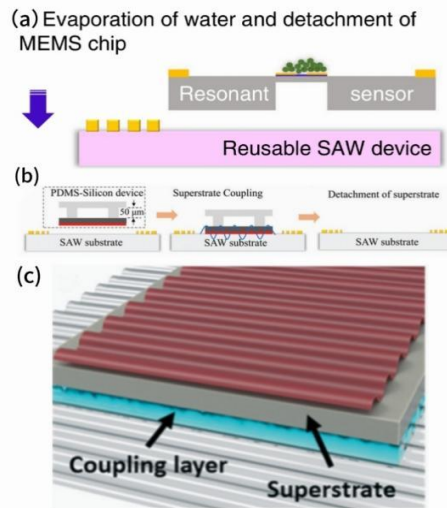 (a) Evaporation of water and detachment of
MEMS chip
Resonant sensor
Reusable SAW device
(b)
PDMS-Silicon device
50 μm
SAW substrate
Superstrate Coupling
SAW substrate
Detachment of superstrate
SAW substrate
(c)
Coupling layer
Superstrate